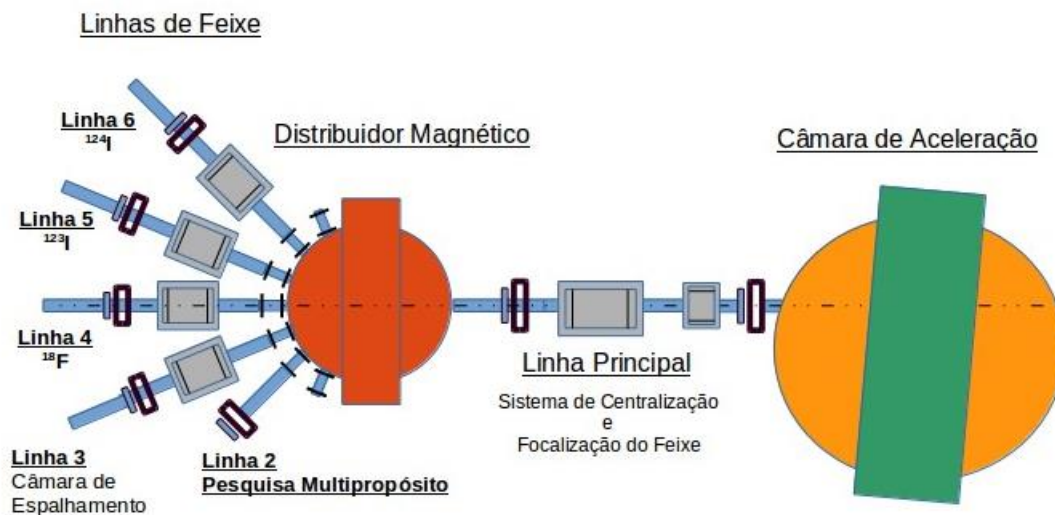 Linhas de Feixe
Linha 6
¹²⁴I
Distribuidor Magnético
Câmara de Aceleração
Linha 5
¹²³I
Linha 4
¹⁸F
Linha Principal
Sistema de Centralização
e
Focalização do Feixe
Linha 3
Câmara de
Espalhamento
Linha 2
Pesquisa Multipropósito